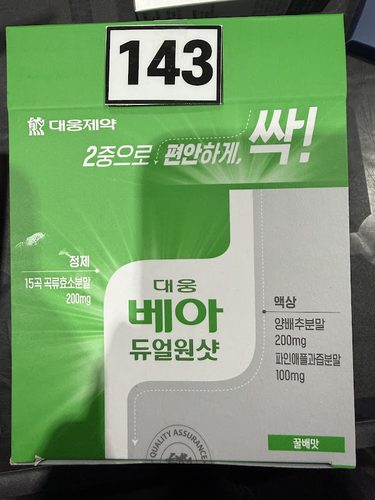 143
대웅제약
2중으로 편안하게, 싹!
정제
15곡 곡류효소분말
200mg
대웅
베아
듀얼원샷
액상
양배추분말
200mg
파인애플과즙분말
100mg
꿀배맛
QUALITY ASSURANCE